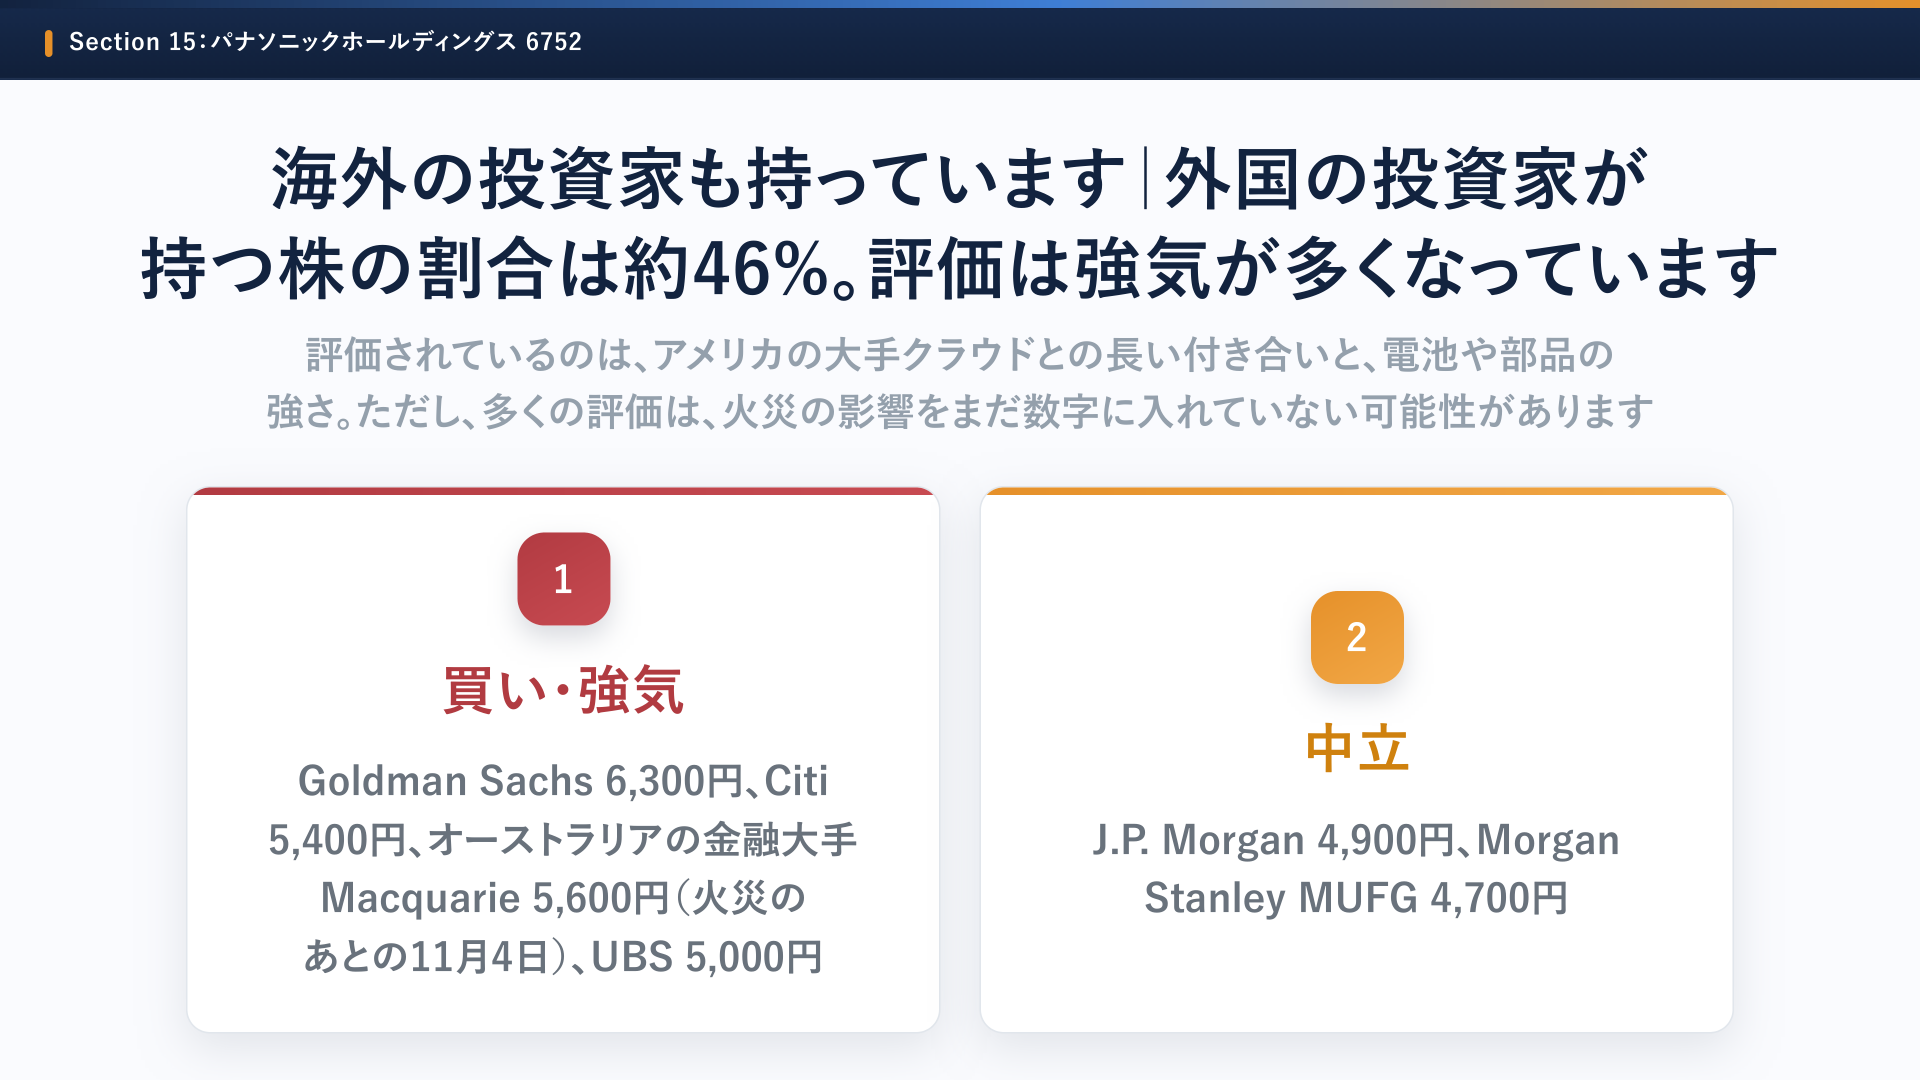 Section 15：パナソニックホールディングス 6752
海外の投資家も持っています｜外国の投資家が
持つ株の割合は約46%。評価は強気が多くなっています
評価されているのは、アメリカの大手クラウドとの長い付き合いと、電池や部品の
強さ。ただし、多くの評価は、火災の影響をまだ数字に入れていない可能性があります
1
買い・強気
Goldman Sachs 6,300円、Citi
5,400円、オーストラリアの金融大手
Macquarie 5,600円（火災の
あとの11月4日）、UBS 5,000円
2
中立
J.P. Morgan 4,900円、Morgan
Stanley MUFG 4,700円